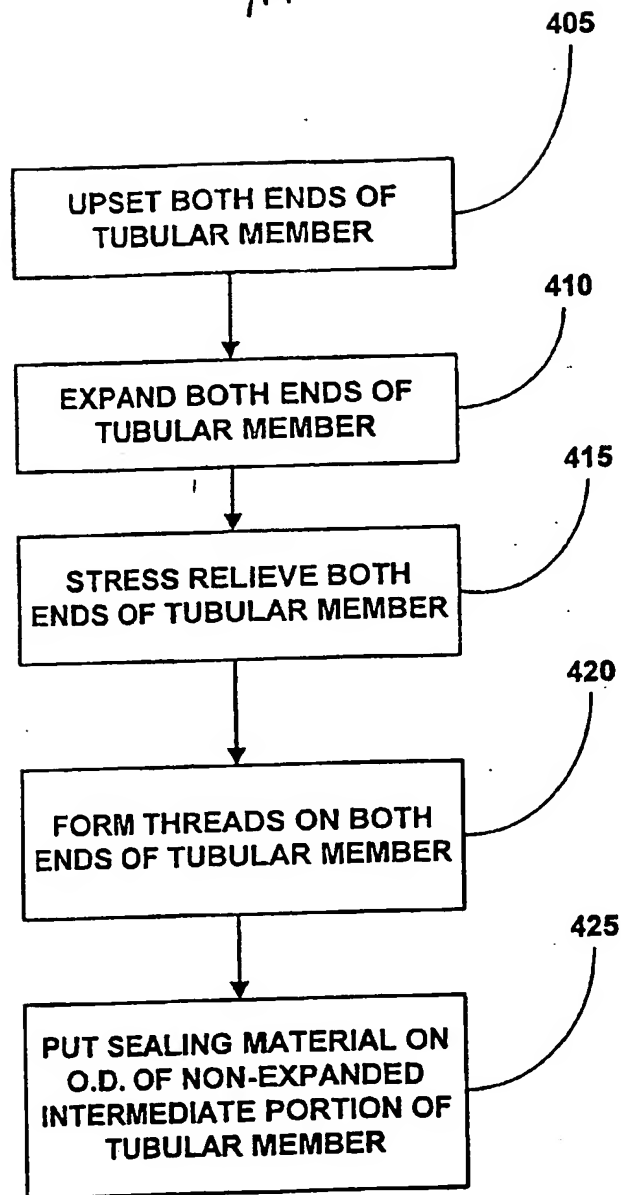 405
UPSET BOTH ENDS OF
TUBULAR MEMBER
410
EXPAND BOTH ENDS OF
TUBULAR MEMBER
415
STRESS RELIEVE BOTH
ENDS OF TUBULAR MEMBER
420
FORM THREADS ON BOTH
ENDS OF TUBULAR MEMBER
425
PUT SEALING MATERIAL ON
O.D. OF NON-EXPANDED
INTERMEDIATE PORTION OF
TUBULAR MEMBER